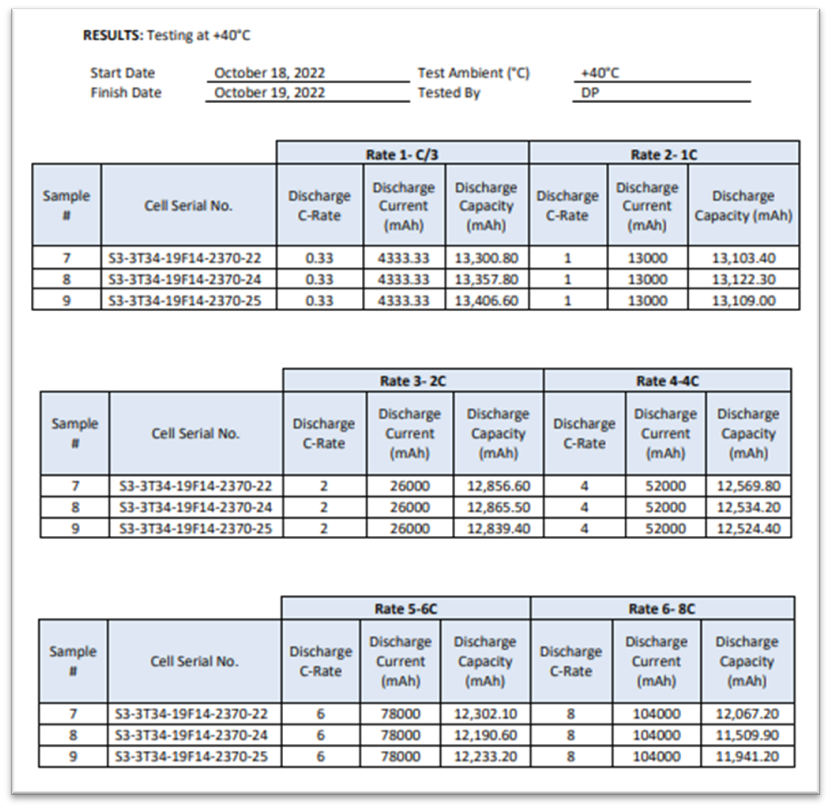 RESULTS: Testing at +40°C
Start Date October 18, 2022 Test Ambient (°C) +40°C
Finish Date October 19, 2022 Tested By DP
Rate 1- C/3 Rate 2- 1C
Sample # Cell Serial No. Discharge C-Rate Discharge Current (mAh) Discharge Capacity (mAh) Discharge C-Rate Discharge Current (mAh) Discharge Capacity (mAh)
7 S3-3T34-19F14-2370-22 0.33 4333.33 13,300.80 1 13000 13,103.40
8 S3-3T34-19F14-2370-24 0.33 4333.33 13,357.80 1 13000 13,122.30
9 S3-3T34-19F14-2370-25 0.33 4333.33 13,406.60 1 13000 13,109.00
Rate 3- 2C Rate 4-4C
Sample # Cell Serial No. Discharge C-Rate Discharge Current (mAh) Discharge Capacity (mAh) Discharge C-Rate Discharge Current (mAh) Discharge Capacity (mAh)
7 S3-3T34-19F14-2370-22 2 26000 12,856.60 4 52000 12,569.80
8 S3-3T34-19F14-2370-24 2 26000 12,865.50 4 52000 12,534.20
9 S3-3T34-19F14-2370-25 2 26000 12,839.40 4 52000 12,524.40
Rate 5-6C Rate 6- 8C
Sample # Cell Serial No. Discharge C-Rate Discharge Current (mAh) Discharge Capacity (mAh) Discharge C-Rate Discharge Current (mAh) Discharge Capacity (mAh)
7 S3-3T34-19F14-2370-22 6 78000 12,302.10 8 104000 12,067.20
8 S3-3T34-19F14-2370-24 6 78000 12,190.60 8 104000 11,509.90
9 S3-3T34-19F14-2370-25 6 78000 12,233.20 8 104000 11,941.20